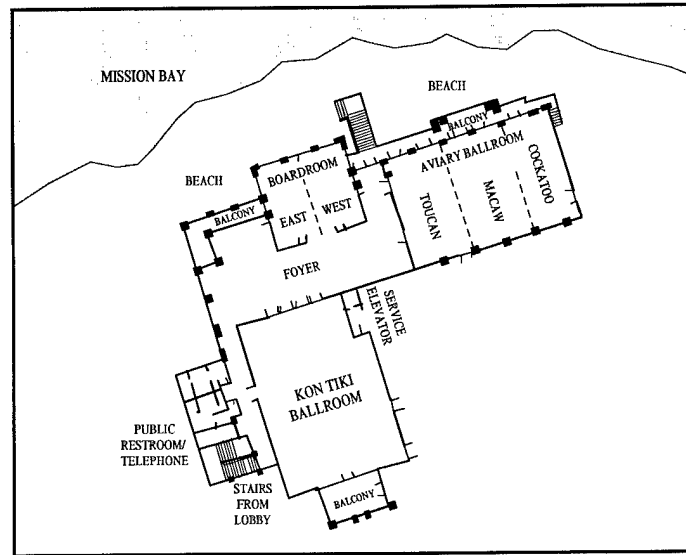 MISSION BAY
BEACH
BALCONY
AVIARY BALLROOM
BOARDROOM
BEACH
COCKATOO
BALCONY
EAST
WEST
TOUCAN
MACAW
FOYER
SERVICE
ELEVATOR
KON TIKI
BALLROOM
PUBLIC
RESTROOM/
TELEPHONE
STAIRS
FROM
LOBBY
BALCONY